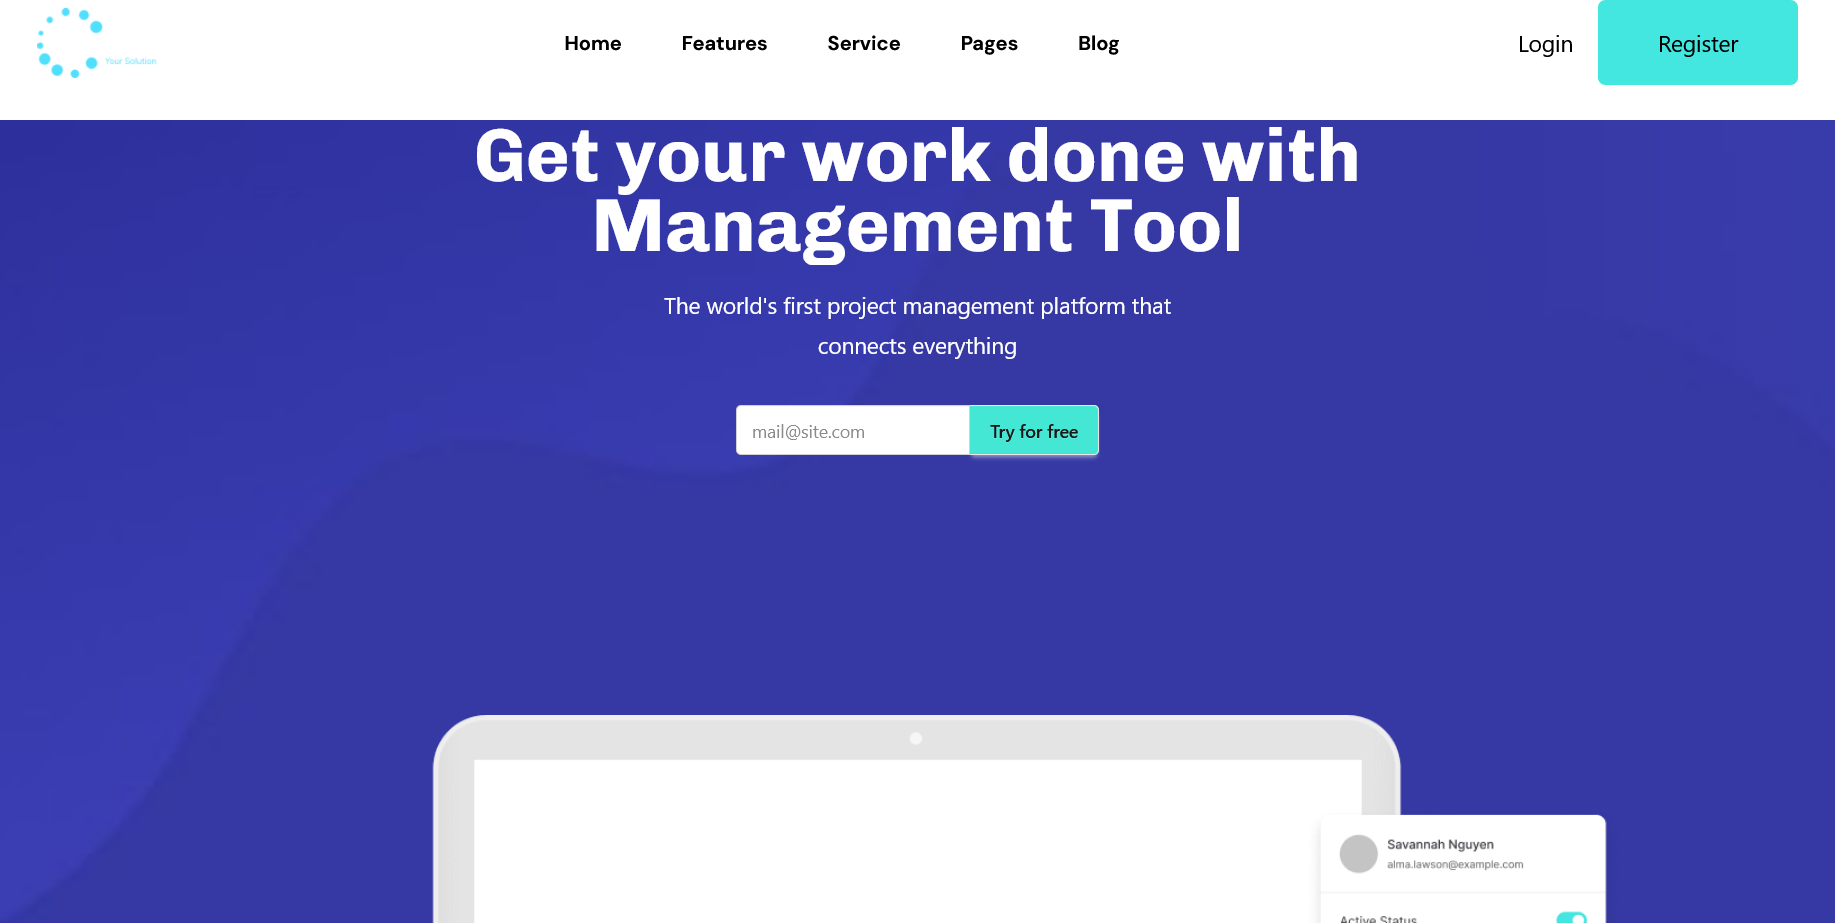 Your Solution
Home
Features
Service
Pages
Blog
Login
Register
Get your work done with
Management Tool
The world's first project management platform that
connects everything
mail@site.com
Try for free
Savannah Nguyen
alma.lawson@example.com
Active Status